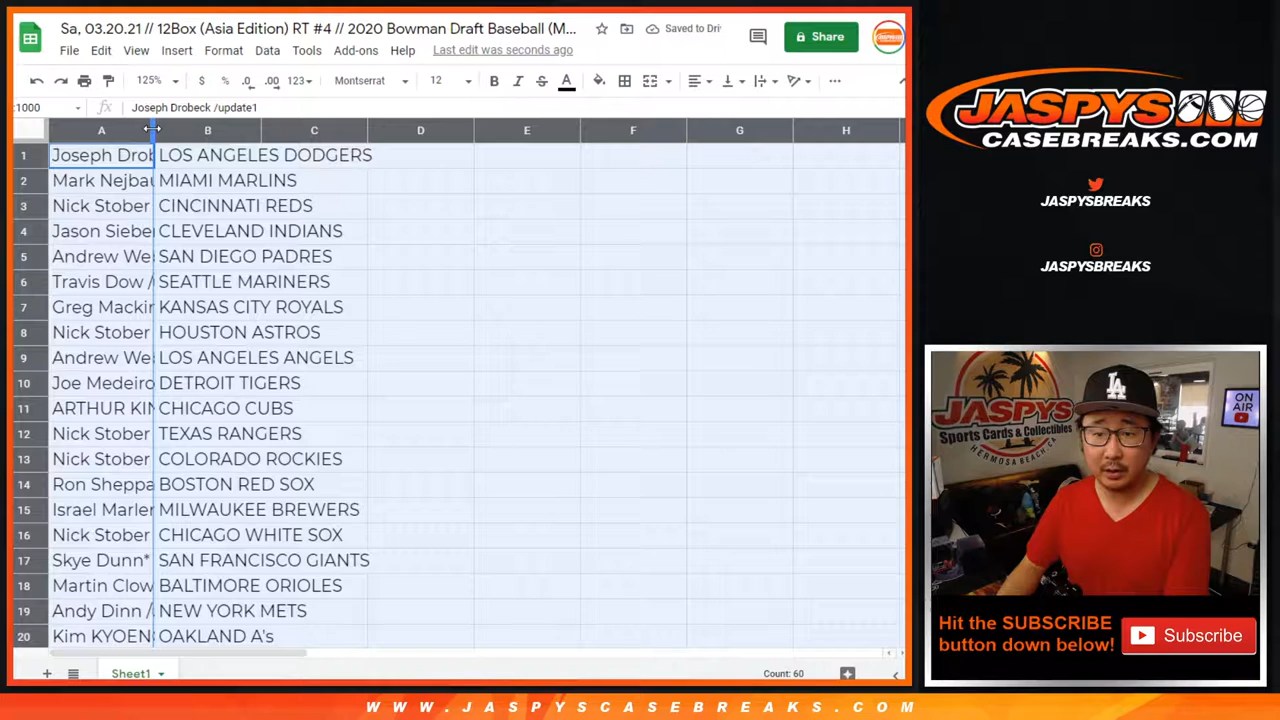 Sa, 03.20.21 // 12Box (Asia Edition) RT #4 // 2020 Bowman Draft Baseball (M...
Saved to Dri
Share
File Edit View Insert Format Data Tools Add-ons Help Last edit was seconds ago
125% $ % .0 .00 123 Montserrat 12 B I S A
:1000 fx Joseph Drobeck /update1
A B C D E F G H
1 Joseph Drob LOS ANGELES DODGERS
2 Mark Nejbau MIAMI MARLINS
3 Nick Stober CINCINNATI REDS
4 Jason Sieber CLEVELAND INDIANS
5 Andrew We SAN DIEGO PADRES
6 Travis Dow / SEATTLE MARINERS
7 Greg Mackin KANSAS CITY ROYALS
8 Nick Stober HOUSTON ASTROS
9 Andrew We LOS ANGELES ANGELS
10 Joe Medeiro DETROIT TIGERS
11 ARTHUR KIN CHICAGO CUBS
12 Nick Stober TEXAS RANGERS
13 Nick Stober COLORADO ROCKIES
14 Ron Sheppa BOSTON RED SOX
15 Israel Marler MILWAUKEE BREWERS
16 Nick Stober CHICAGO WHITE SOX
17 Skye Dunn* SAN FRANCISCO GIANTS
18 Martin Clow BALTIMORE ORIOLES
19 Andy Dinn / NEW YORK METS
20 Kim KYOEN OAKLAND A's
Sheet1
Count: 60
JASPYS
CASEBREAKS.COM
JASPYSBREAKS
JASPYSBREAKS
JASPYS
Sports Cards & Collectibles
HERMOSA BEACH, CA
LA
ON
AIR
Hit the SUBSCRIBE
button down below!
Subscribe
WWW.JASPYSCASEBREAKS.COM